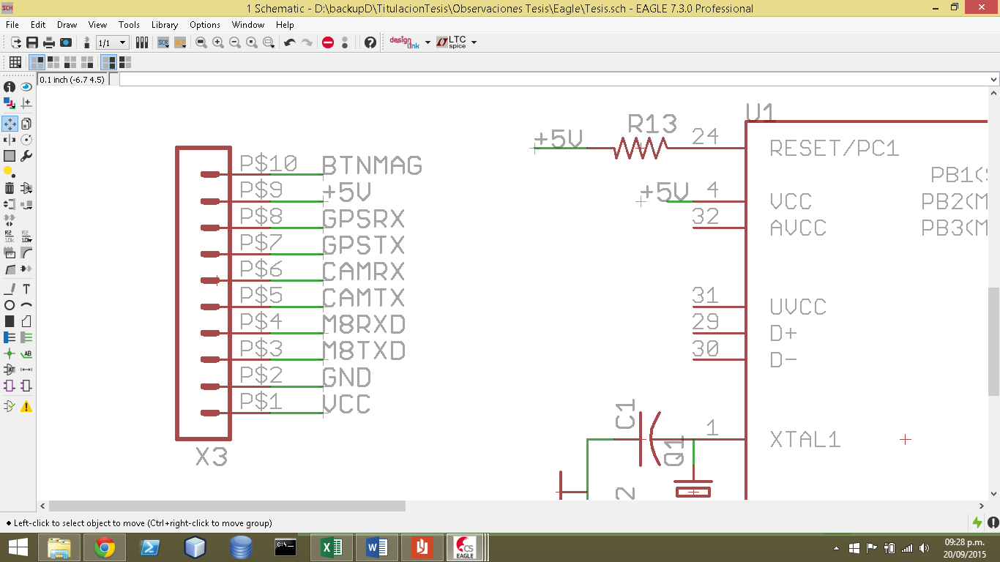 1 Schematic - D:\backupD\TitulacionTesis\Observaciones Tesis\Eagle\Tesis.sch - EAGLE 7.3.0 Professional
File Edit Draw View Tools Library Options Window Help
1/1
design link
LTC spice
0.1 inch (-6.7 4.5)
P$10 BTNMAG
P$9 +5V
P$8 GPSRX
P$7 GPSTX
P$6 CAMRX
P$5 CAMTX
P$4 M8RXD
P$3 M8TXD
P$2 GND
P$1 VCC
X3
U1
+5V R13 24 RESET/PC1
PB1(S
+5V 4 VCC PB2(M
32 AVCC PB3(M
31 UVCC
29 D+
30 D-
C1 1 XTAL1
Q1
2
Left-click to select object to move (Ctrl+right-click to move group)
EAGLE
09:28 p.m.
20/09/2015